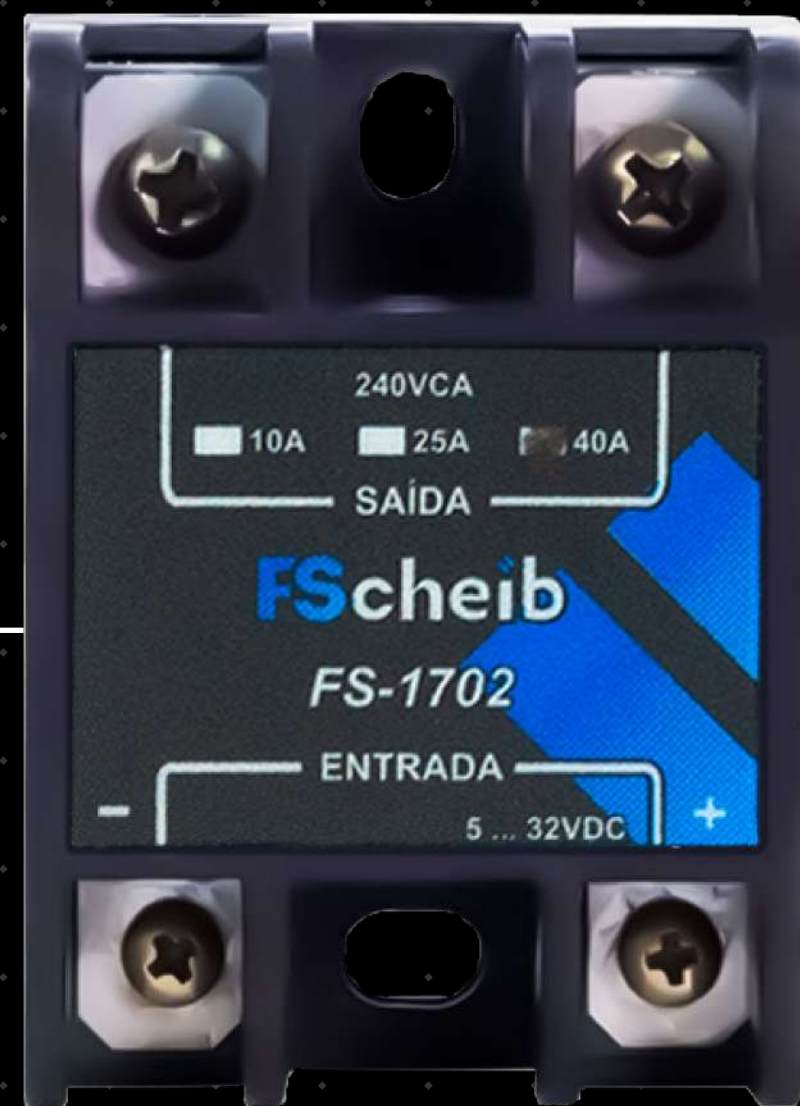 240VCA
10A 25A 40A
SAÍDA
FScheib
FS-1702
ENTRADA
- +
5 ... 32VDC